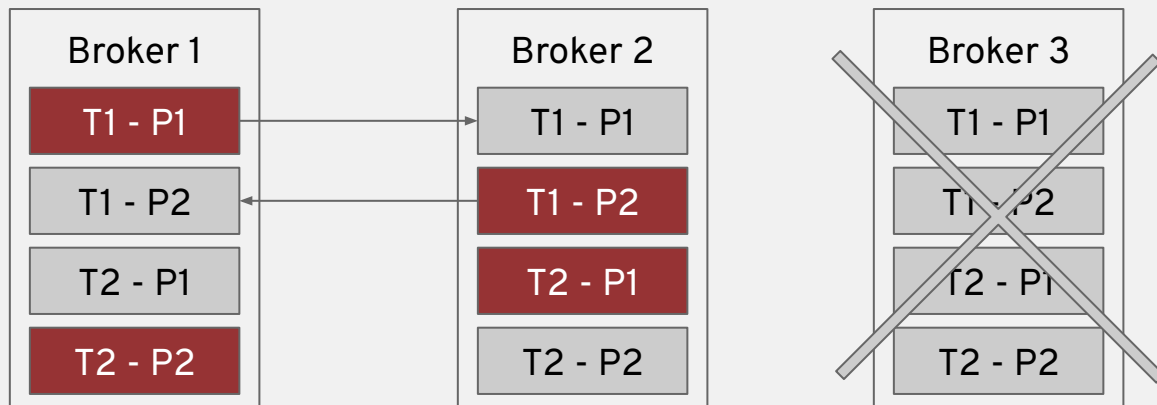 Broker 1
T1 - P1
T1 - P2
T2 - P1
T2 - P2
Broker 2
T1 - P1
T1 - P2
T2 - P1
T2 - P2
Broker 3
T1 - P1
T1 - P2
T2 - P1
T2 - P2